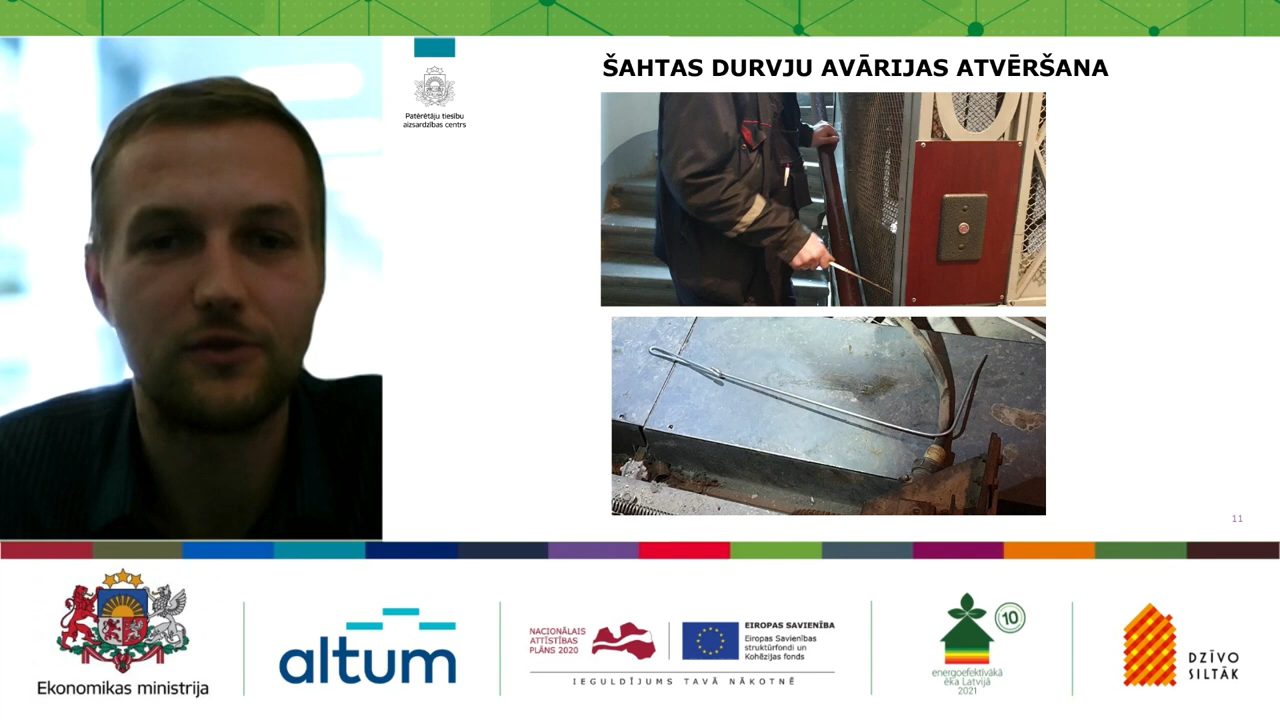 Patērētāju tiesību
aizsardzības centrs
ŠAHTAS DURVJU AVĀRIJAS ATVĒRŠANA
11
Ekonomikas ministrija
altum
NACIONĀLAIS
ATTĪSTĪBAS
PLĀNS 2020
EIROPAS SAVIENĪBA
Eiropas Savienības
struktūrfondi un
Kohēzijas fonds
IEGULDĪJUMS TAVĀ NĀKOTNĒ
10
energoefektīvākā
ēka Latvijā
2021
DZĪVO
SILTĀK